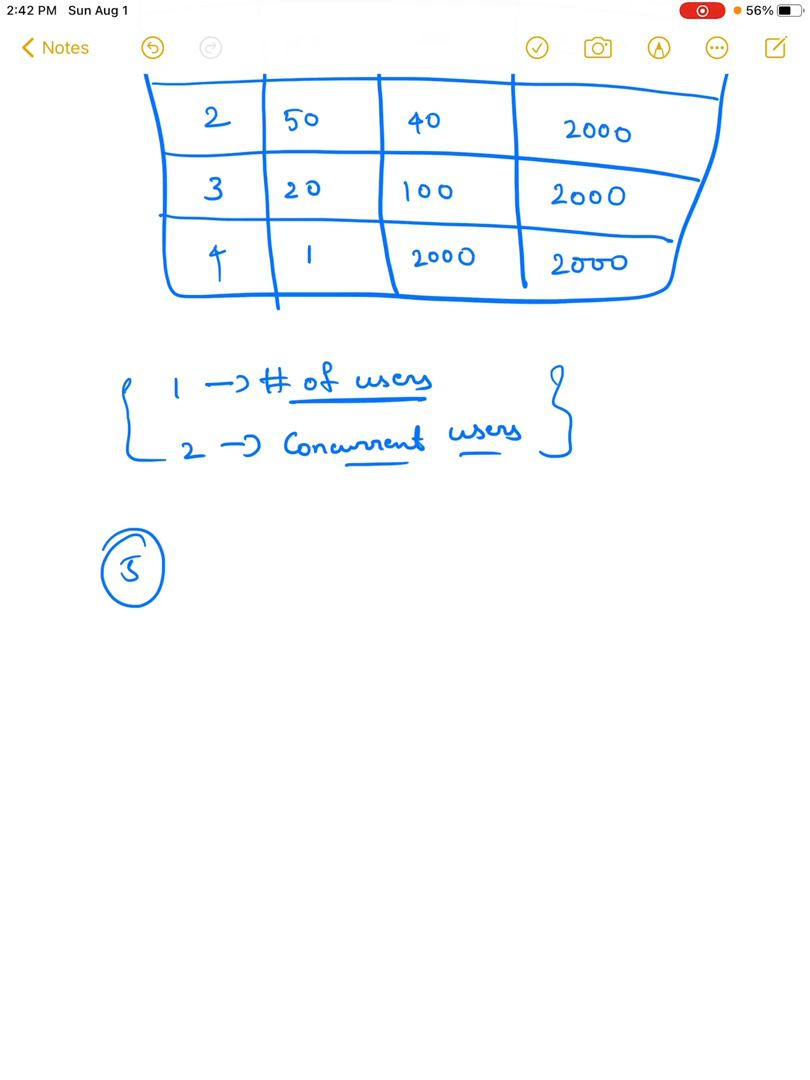 2:42 PM Sun Aug 1 56%
Notes
2 50 40 2000
3 20 100 2000
4 1 2000 2000
1 → # of users
2 → Concurrent users